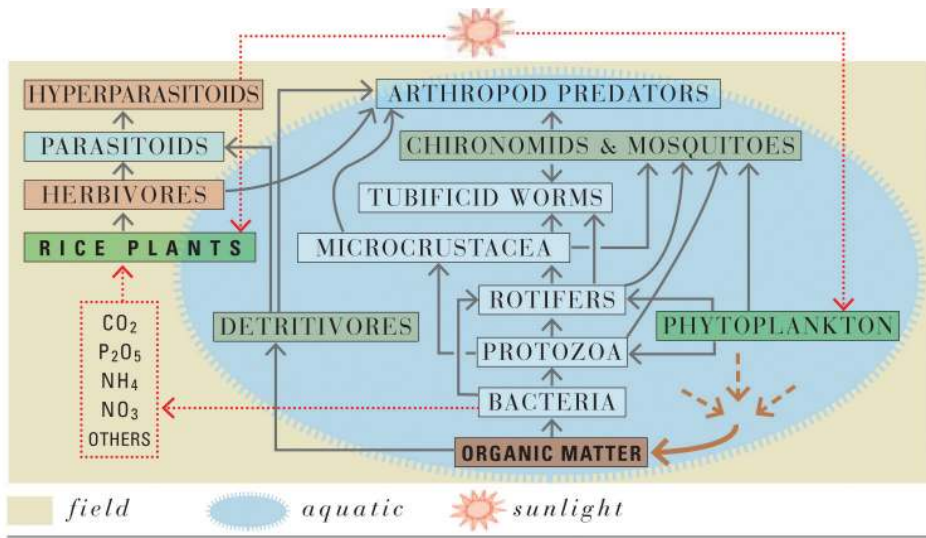 HYPERPARASITOIDS
ARTHROPOD PREDATORS
PARASITOIDS
CHIRONOMIDS & MOSQUITOES
HERBIVORES
TUBIFICID WORMS
RICE PLANTS
MICROCRUSTACEA
ROTIFERS
CO₂
DETRITIVORES
PHYTOPLANKTON
P₂O₅
PROTOZOA
NH₄
NO₃
BACTERIA
OTHERS
ORGANIC MATTER
field
aquatic
sunlight